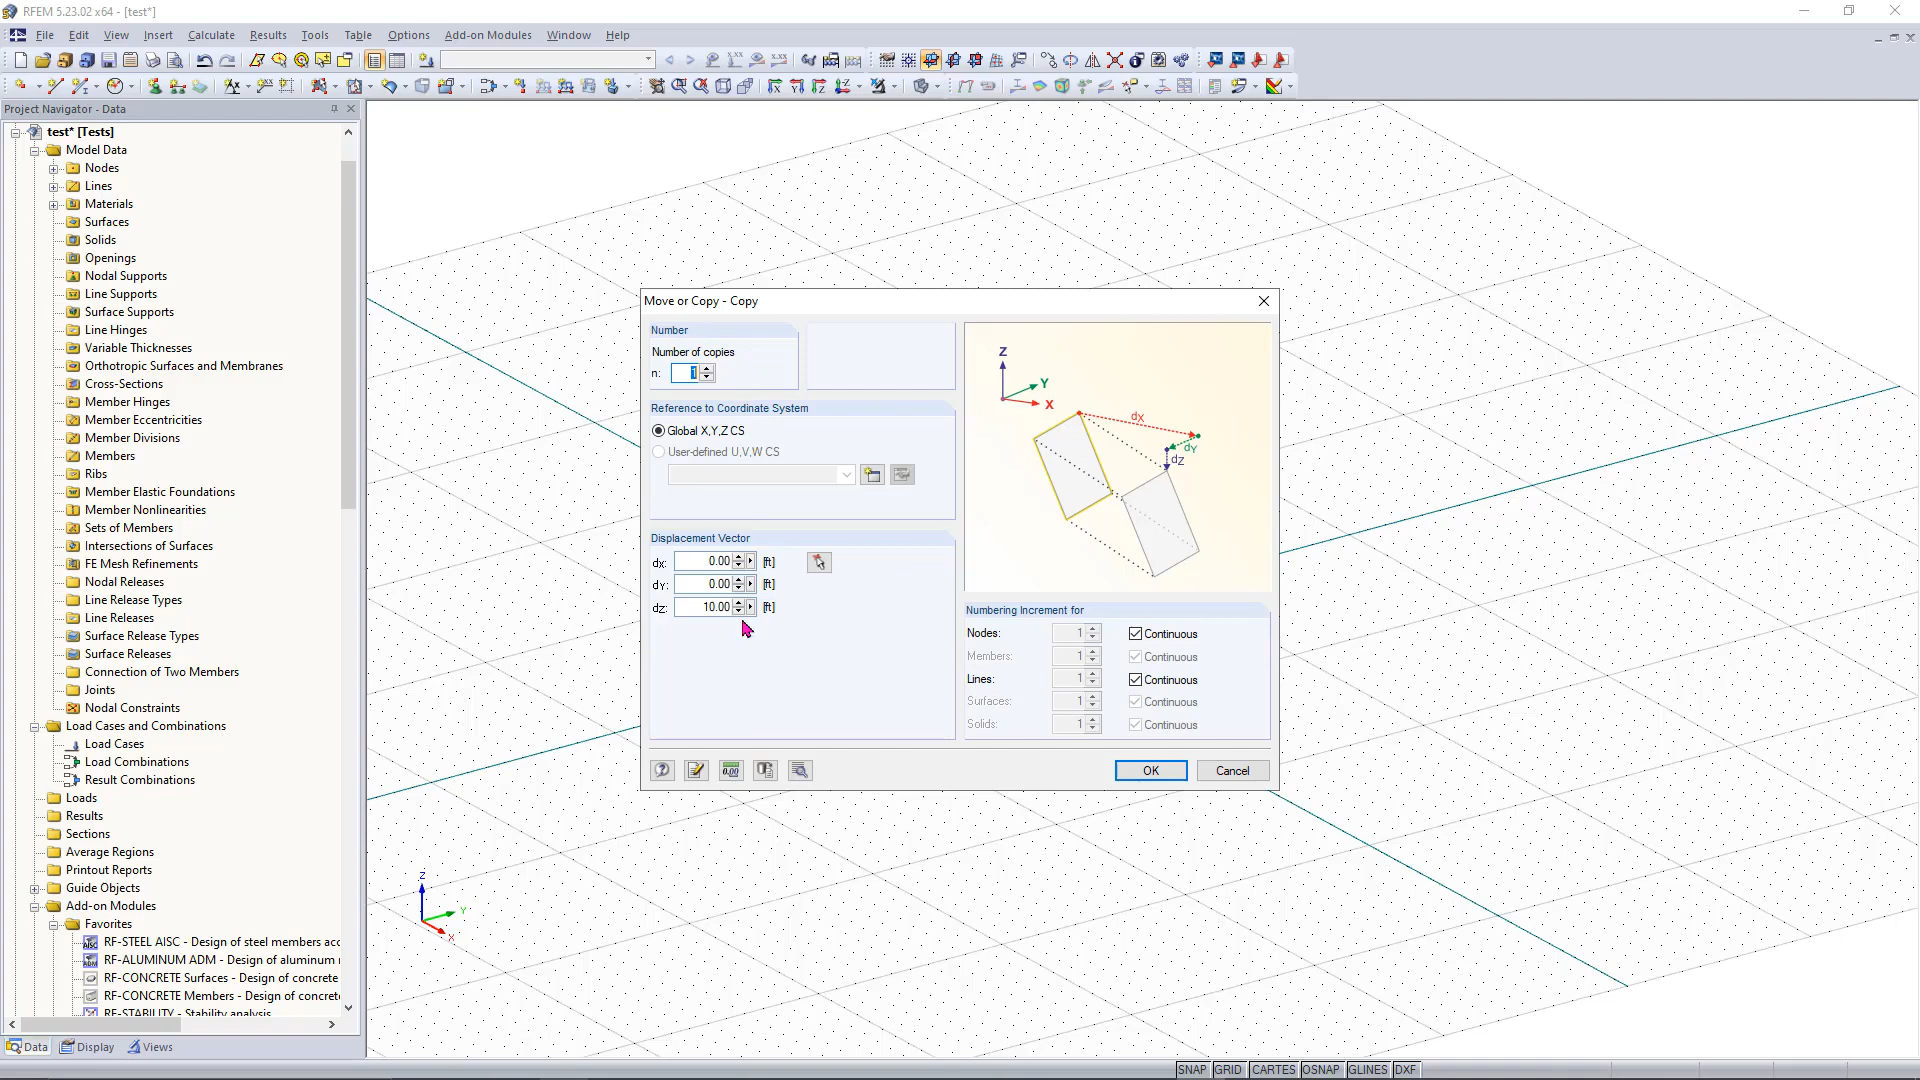 RFEM 5.23.02 x64 - [test*]
File Edit View Insert Calculate Results Tools Table Options Add-on Modules Window Help
Project Navigator - Data
test* [Tests]
Model Data
Nodes
Lines
Materials
Surfaces
Solids
Openings
Nodal Supports
Line Supports
Surface Supports
Line Hinges
Variable Thicknesses
Orthotropic Surfaces and Membranes
Cross-Sections
Member Hinges
Member Eccentricities
Member Divisions
Members
Ribs
Member Elastic Foundations
Member Nonlinearities
Sets of Members
Intersections of Surfaces
FE Mesh Refinements
Nodal Releases
Line Release Types
Line Releases
Surface Release Types
Surface Releases
Connection of Two Members
Joints
Nodal Constraints
Load Cases and Combinations
Load Cases
Load Combinations
Result Combinations
Loads
Results
Sections
Average Regions
Printout Reports
Guide Objects
Add-on Modules
Favorites
RF-STEEL AISC - Design of steel members acc
RF-ALUMINUM ADM - Design of aluminum
RF-CONCRETE Surfaces - Design of concrete
RF-CONCRETE Members - Design of concrete
RF-STABILITY - Stability analysis
Data Display Views
Move or Copy - Copy
Number
Number of copies
n: 1
Reference to Coordinate System
Global X,Y,Z CS
User-defined U,V,W CS
Displacement Vector
dX: 0.00 [ft]
dY: 0.00 [ft]
dZ: 10.00 [ft]
Z
Y
X
dX
dY
dZ
Numbering Increment for
Nodes: 1 Continuous
Members: 1 Continuous
Lines: 1 Continuous
Surfaces: 1 Continuous
Solids: 1 Continuous
0.00
OK Cancel
Z
Y
X
SNAP GRID CARTES OSNAP GLINES DXF